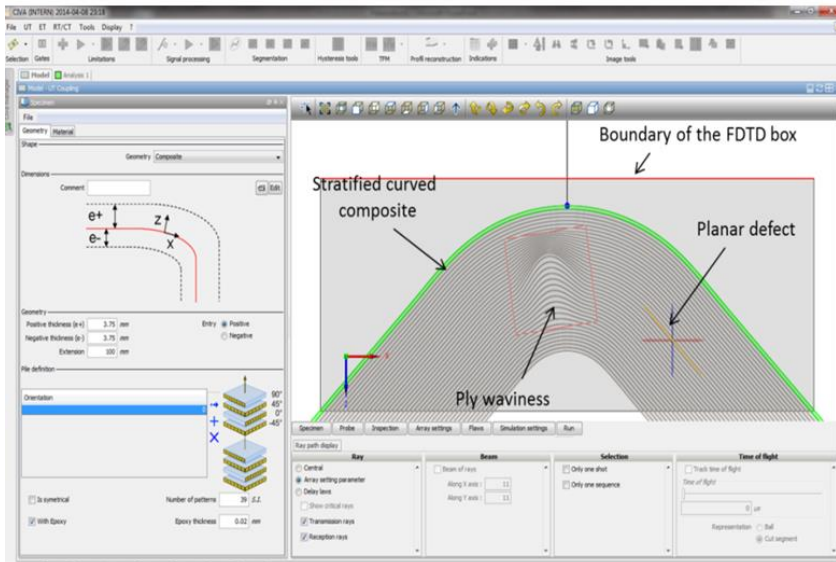 CIVA (INTERN) 2014-04-08 23:18
File UT ET RT/CT Tools Display ?
Selection Gates Limitations Signal processing Segmentation Hysteresis tools TFM Profil reconstruction Indications Image tools
Model Analysis 1
Model - UT Coupling
Specimen
File
Geometry Material
Shape
Geometry Composite
Dimensions
Comment Edit
e+
e-
z
x
Geometry
Positive thickness (e+) 3.75 mm Entry Positive
Negative thickness (e-) 3.75 mm Negative
Extension 100 mm
Orientation
90°
45°
0°
-45°
Is symetrical Number of patterns 39 S.I.
With Epoxy Epoxy thickness 0.02 mm
Boundary of the FDTD box
Stratified curved composite
Planar defect
Ply waviness
Specimen Probe Inspection Array settings Flaws Simulation settings Run
Ray path display
Ray
Central
Array setting parameter
Delay laws
Show critical rays
Transmission rays
Reception rays
Beam
Beam of rays
Along X axis : 11
Along Y axis : 11
Selection
Only one shot
Only one sequence
Time of flight
Track time of flight
Time of flight
0 µs
Representation Ball
Cut segment